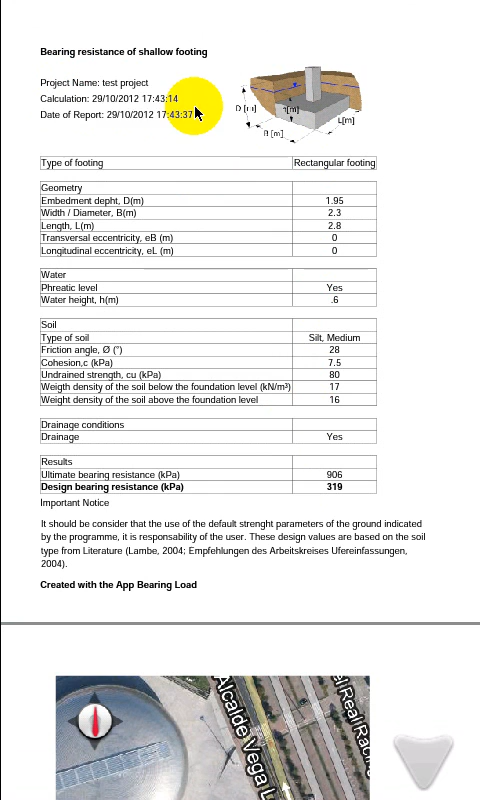 Bearing resistance of shallow footing
Project Name: test project
Calculation: 29/10/2012 17:43:14
Date of Report: 29/10/2012 17:43:37
D [m]
h[m]
B [m]
L[m]
Type of footing Rectangular footing
Geometry
Embedment depht, D(m) 1.95
Width / Diameter, B(m) 2.3
Length, L(m) 2.8
Transversal eccentricity, eB (m) 0
Longitudinal eccentricity, eL (m) 0
Water
Phreatic level Yes
Water height, h(m) .6
Soil
Type of soil Silt, Medium
Friction angle, Ø (°) 28
Cohesion,c (kPa) 7.5
Undrained strength, cu (kPa) 80
Weigth density of the soil below the foundation level (kN/m³) 17
Weight density of the soil above the foundation level 16
Drainage conditions
Drainage Yes
Results
Ultimate bearing resistance (kPa) 906
Design bearing resistance (kPa) 319
Important Notice
It should be consider that the use of the default strenght parameters of the ground indicated
by the programme, it is responsability of the user. These design values are based on the soil
type from Literature (Lambe, 2004; Empfehlungen des Arbeitskreises Ufereinfassungen,
2004).
Created with the App Bearing Load
Alcalde Vega L